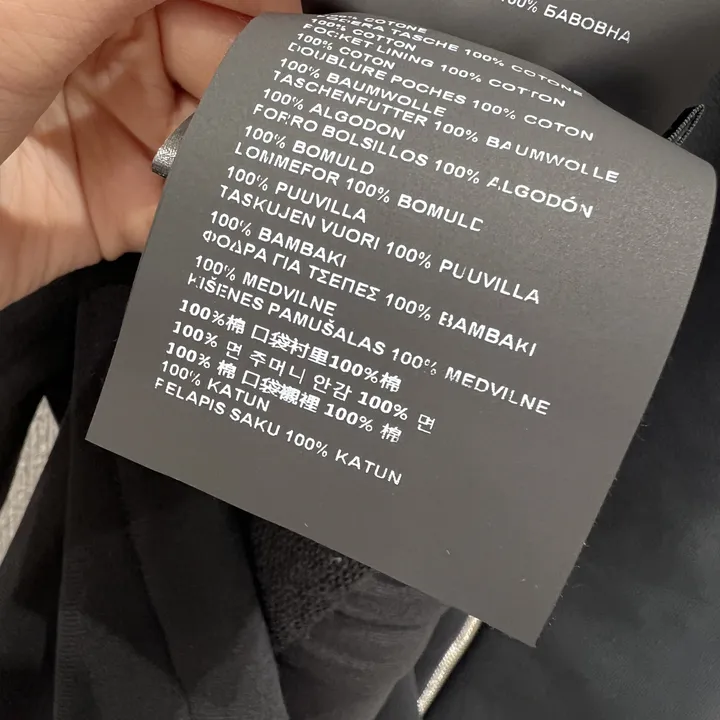 100% БАВОВНА
100% COTONE
FODERA TASCHE 100% COTONE
100% COTTON
POCKET LINING 100% COTTON
100% COTON
DOUBLURE POCHES 100% COTON
100% BAUMWOLLE
TASCHENFUTTER 100% BAUMWOLLE
100% ALGODON
FORRO BOLSILLOS 100% ALGODÓN
100% BOMULD
LOMMEFOR 100% BOMULD
100% PUUVILLA
TASKUJEN VUORI 100% PUUVILLA
100% BAMBAKI
ΦΟΔΡΑ ΓΙΑ ΤΣΕΠΕΣ 100% BAMBAKI
100% MEDVILNE
KIŠENES PAMUŠALAS 100% MEDVILNE
100%棉 口袋衬里100%棉
100% 면 주머니 안감 100% 면
100% 棉 口袋襯裡 100% 棉
100% KATUN
PELAPIS SAKU 100% KATUN